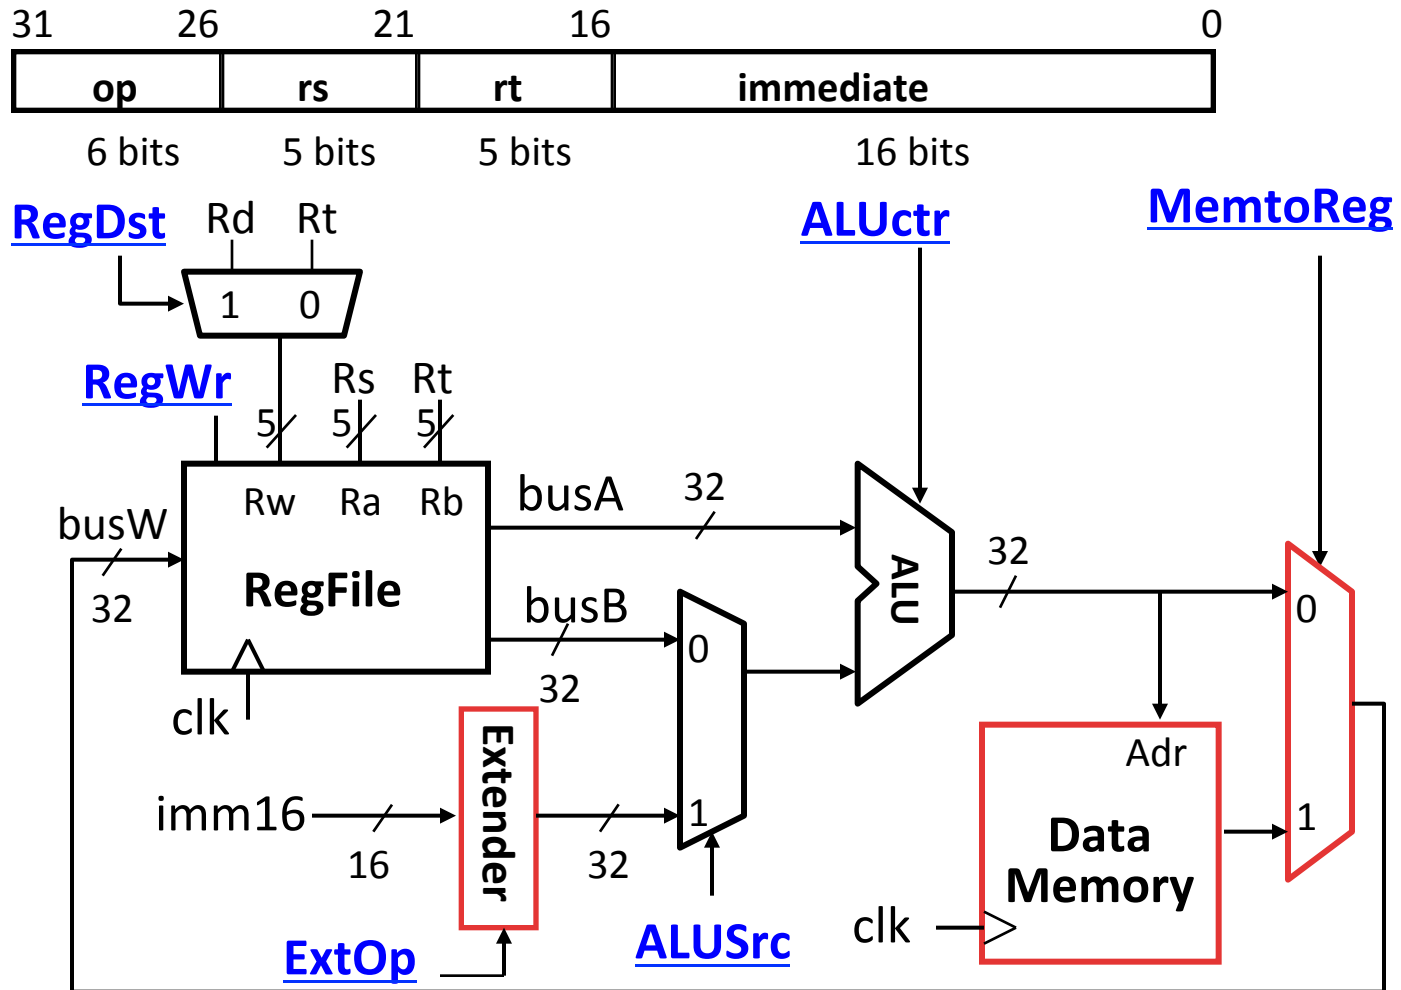 31 26 21 16 0
op rs rt immediate
6 bits 5 bits 5 bits 16 bits
RegDst Rd Rt ALUctr MemtoReg
1 0
RegWr Rs Rt
5 5 5
Rw Ra Rb
busW busA 32
32 RegFile busB 32
32
clk
ALU 32
0
1
0
1
Extender
imm16 16 32
ExtOp ALUSrc
Adr
Data
Memory
clk